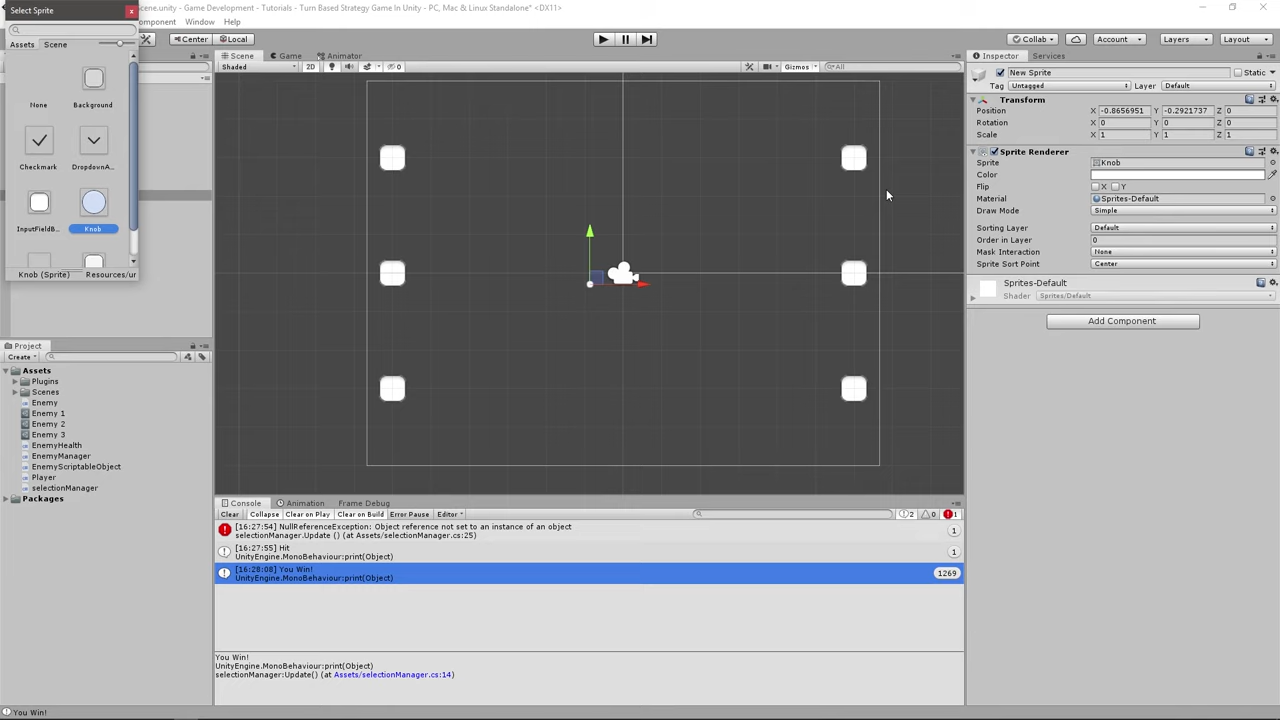 Select Sprite
Scene.unity - Game Development - Tutorials - Turn Based Strategy Game In Unity - PC, Mac & Linux Standalone* <DX11>
Window Help
Assets Scene
Center Local
Collab Account Layers Layout
None Background
Checkmark DropdownA...
InputFieldB... Knob
Knob (Sprite) Resources/ur
Scene Game Animator
Shaded 2D 0 Gizmos All
Inspector Services
New Sprite Static
Tag Untagged Layer Default
Transform
Position X -0.8656951 Y -0.2921737 Z 0
Rotation X 0 Y 0 Z 0
Scale X 1 Y 1 Z 1
Sprite Renderer
Sprite Knob
Color
Flip X Y
Material Sprites-Default
Draw Mode Simple
Sorting Layer Default
Order in Layer 0
Mask Interaction None
Sprite Sort Point Center
Sprites-Default
Shader Sprites/Default
Add Component
Project
Create
Assets
Plugins
Scenes
Enemy
Enemy 1
Enemy 2
Enemy 3
EnemyHealth
EnemyManager
EnemyScriptableObject
Player
selectionManager
Packages
Console Animation Frame Debug
Clear Collapse Clear on Play Clear on Build Error Pause Editor 2 0 1
[16:27:54] NullReferenceException: Object reference not set to an instance of an object
selectionManager.Update () (at Assets/selectionManager.cs:25) 1
[16:27:55] Hit
UnityEngine.MonoBehaviour:print(Object) 1
[16:28:08] You Win!
UnityEngine.MonoBehaviour:print(Object) 1269
You Win!
UnityEngine.MonoBehaviour:print(Object)
selectionManager:Update() (at Assets/selectionManager.cs:14)
You Win!